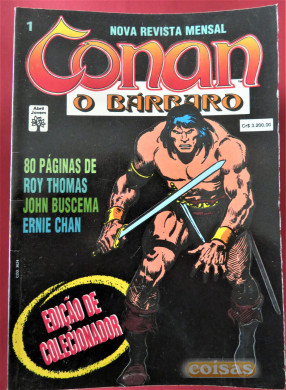 1
NOVA REVISTA MENSAL
Conan
O BÁRBARO
Abril
Jovem
Cr$ 3.200,00
80 PÁGINAS DE
ROY THOMAS
JOHN BUSCEMA
ERNIE CHAN
EDIÇÃO DE
COLECIONADOR
coisas